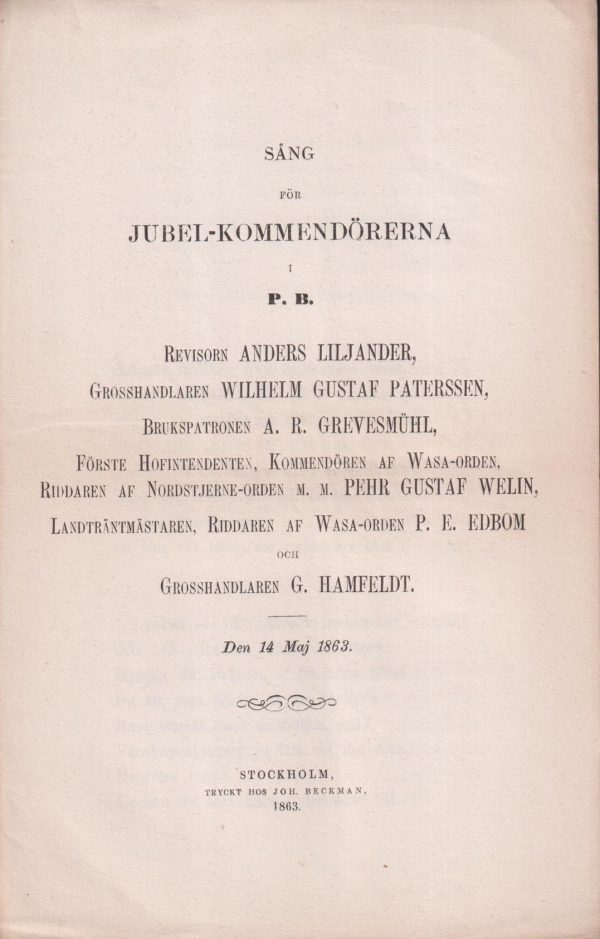 SÅNG
FÖR
JUBEL-KOMMENDÖRERNA
I
P. B.
REVISORN ANDERS LILJANDER,
GROSSHANDLAREN WILHELM GUSTAF PATERSSEN,
BRUKSPATRONEN A. R. GREVESMÜHL,
FÖRSTE HOFINTENDENTEN, KOMMENDÖREN AF WASA-ORDEN,
RIDDAREN AF NORDSTJERNE-ORDEN M. M. PEHR GUSTAF WELIN,
LANDTRÄNTMÄSTAREN, RIDDAREN AF WASA-ORDEN P. E. EDBOM
OCH
GROSSHANDLAREN G. HAMFELDT.
Den 14 Maj 1863.
STOCKHOLM,
TRYCKT HOS JOH. BECKMAN,
1863.